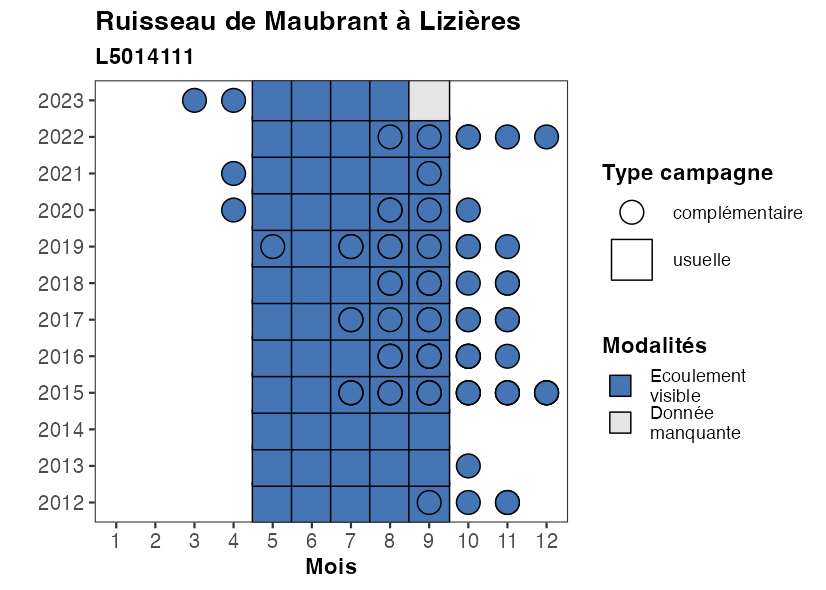 Ruisseau de Maubrant à Lizières
L5014111
2023
2022
2021
2020
2019
2018
2017
2016
2015
2014
2013
2012
1 2 3 4 5 6 7 8 9 10 11 12
Mois
Type campagne
complémentaire
usuelle
Modalités
Ecoulement
visible
Donnée
manquante